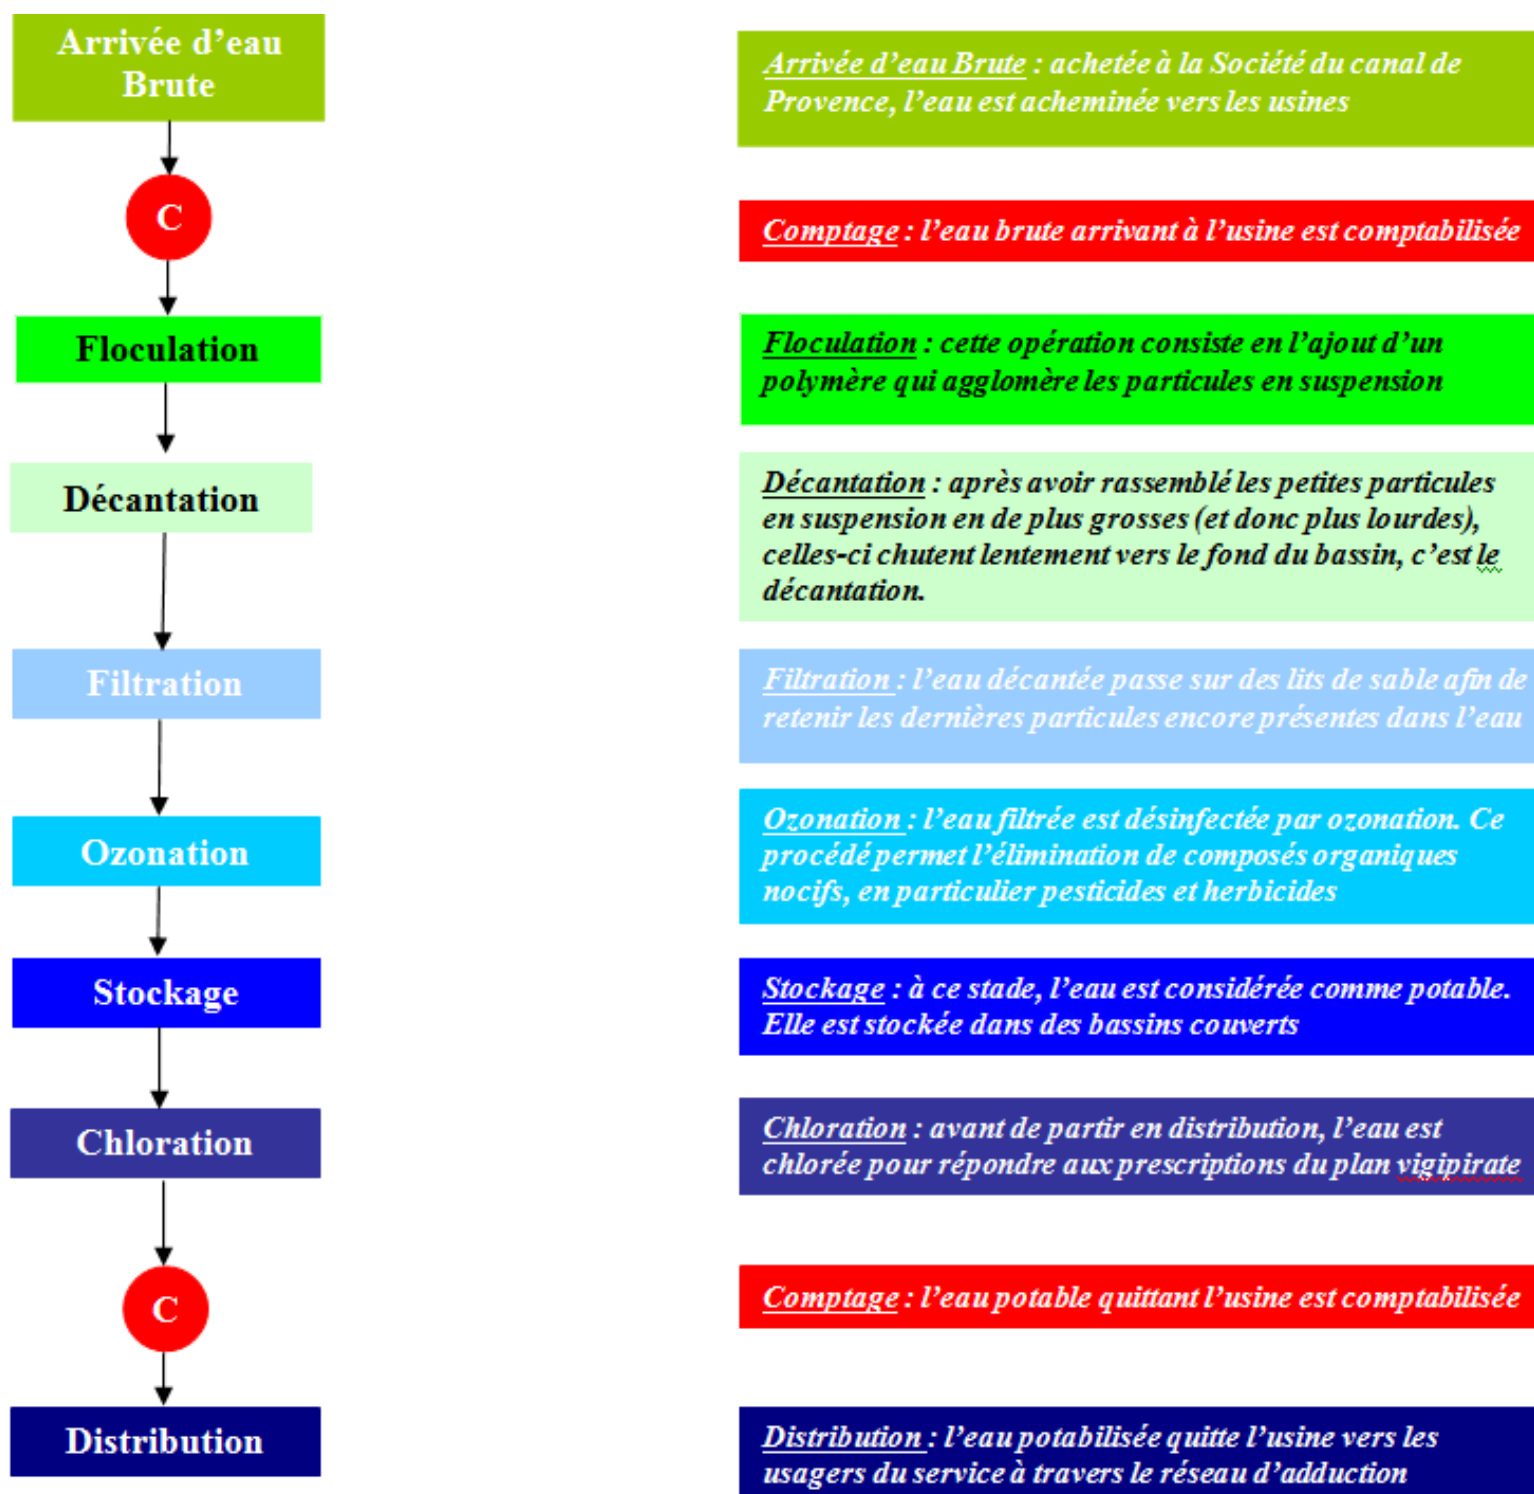 Arrivée d’eau
Brute
Arrivée d’eau Brute : achetée à la Société du canal de
Provence, l’eau est acheminée vers les usines
C
Comptage : l’eau brute arrivant à l’usine est comptabilisée
Floculation
Floculation : cette opération consiste en l’ajout d’un
polymère qui agglomère les particules en suspension
Décantation
Décantation : après avoir rassemblé les petites particules
en suspension en de plus grosses (et donc plus lourdes),
celles-ci chutent lentement vers le fond du bassin, c’est le
décantation.
Filtration
Filtration : l’eau décantée passe sur des lits de sable afin de
retenir les dernières particules encore présentes dans l’eau
Ozonation
Ozonation : l’eau filtrée est désinfectée par ozonation. Ce
procédé permet l’élimination de composés organiques
nocifs, en particulier pesticides et herbicides
Stockage
Stockage : à ce stade, l’eau est considérée comme potable.
Elle est stockée dans des bassins couverts
Chloration
Chloration : avant de partir en distribution, l’eau est
chlorée pour répondre aux prescriptions du plan vigipirate
C
Comptage : l’eau potable quittant l’usine est comptabilisée
Distribution
Distribution : l’eau potabilisée quitte l’usine vers les
usagers du service à travers le réseau d’adduction